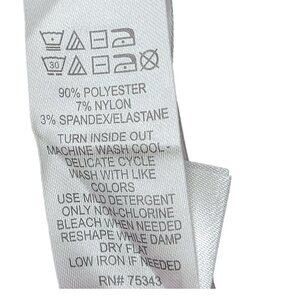 30
90% POLYESTER
7% NYLON
3% SPANDEX/ELASTANE
TURN INSIDE OUT
MACHINE WASH COOL-
DELICATE CYCLE
WASH WITH LIKE
COLORS
USE MILD DETERGENT
ONLY NON-CHLORINE
BLEACH WHEN NEEDED
RESHAPE WHILE DAMP
DRY FLAT
LOW IRON IF NEEDED
RN# 75343